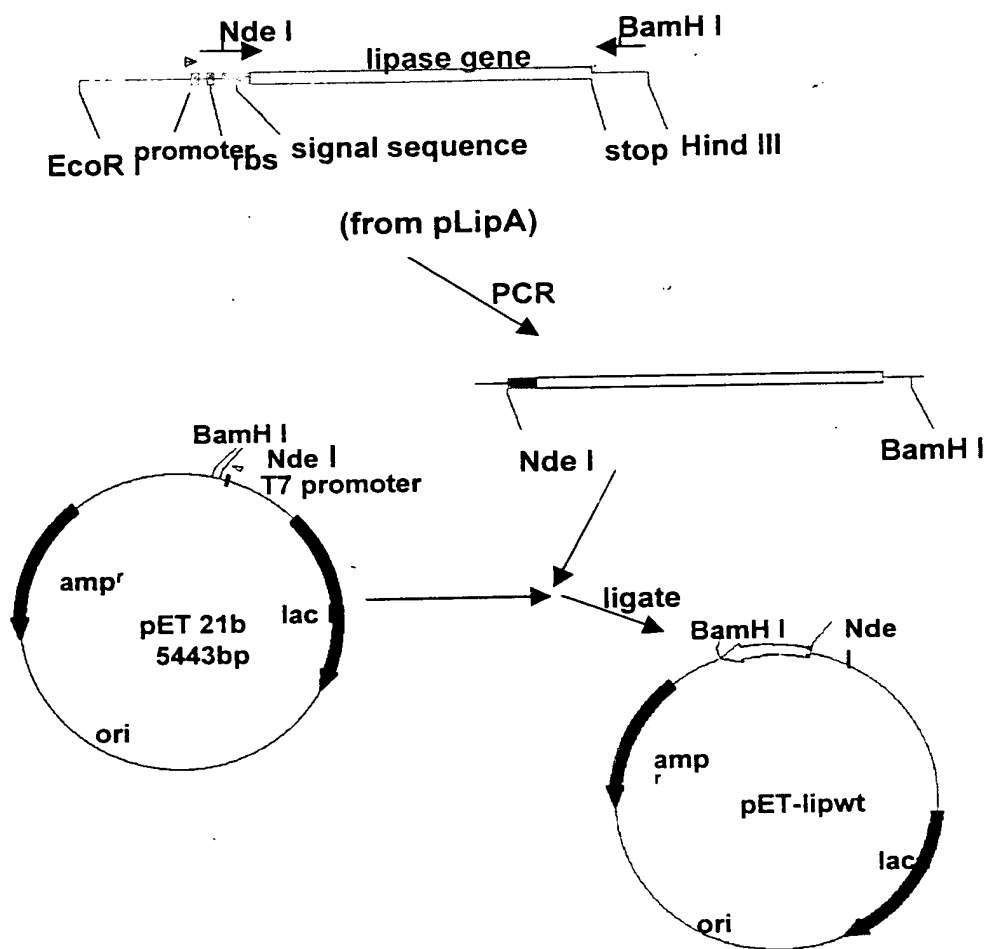 Nde I
BamH I
lipase gene
EcoR I
promoter
rbs
signal sequence
stop
Hind III
(from pLipA)
PCR
Nde I
BamH I
BamH I
Nde I
T7 promoter
amp r
lac I
pET 21b
5443bp
ori
ligate
BamH I
Nde
I
amp
r
pET-lipwt
lac
ori